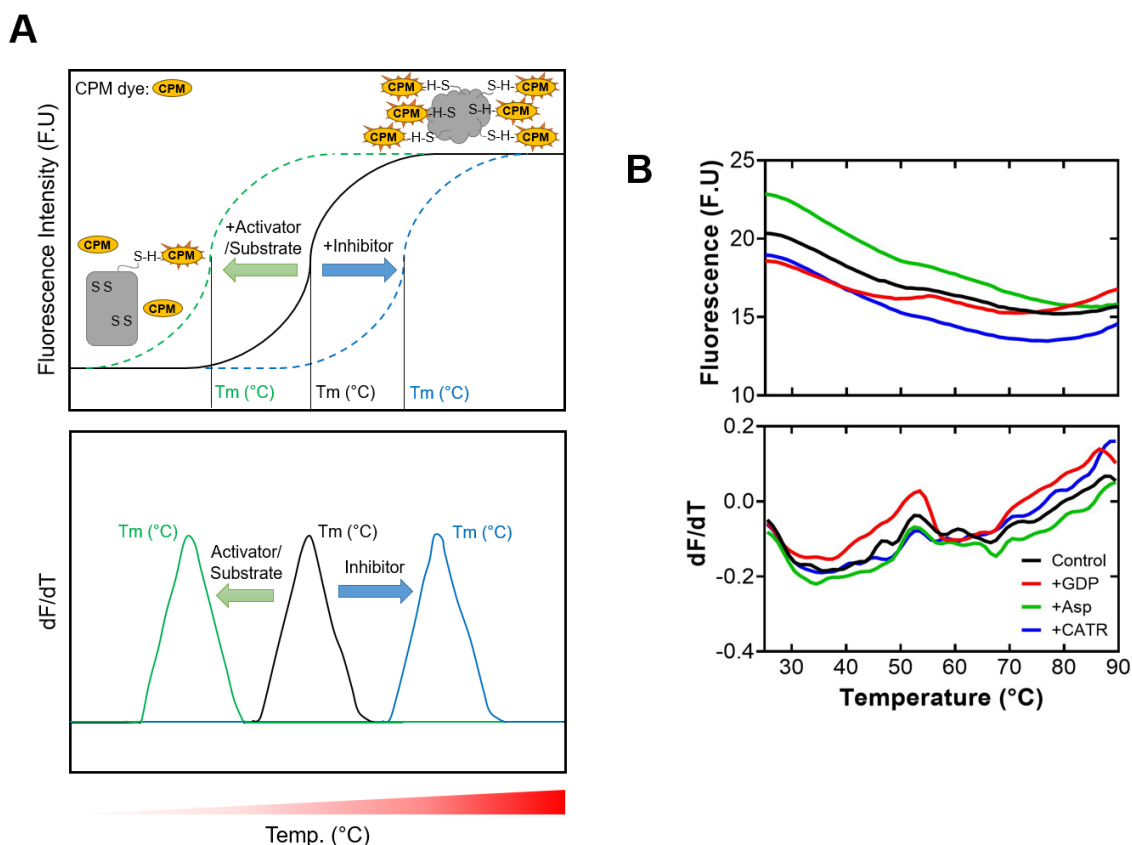 A
CPM dye: CPM
CPM -H-S S-H- CPM
CPM -H-S S-H- CPM
CPM -H-S S-H- CPM
Fluorescence Intensity (F.U)
+Activator
/Substrate
+Inhibitor
CPM
S-H- CPM
S S
CPM
S S
Tm (°C) Tm (°C) Tm (°C)
dF/dT
Tm (°C) Tm (°C) Tm (°C)
Activator/
Substrate
Inhibitor
Temp. (°C)
B
Fluorescence (F.U)
25
20
15
10
dF/dT
0.2
0.0
-0.2
-0.4
Control
+GDP
+Asp
+CATR
30 40 50 60 70 80 90
Temperature (°C)